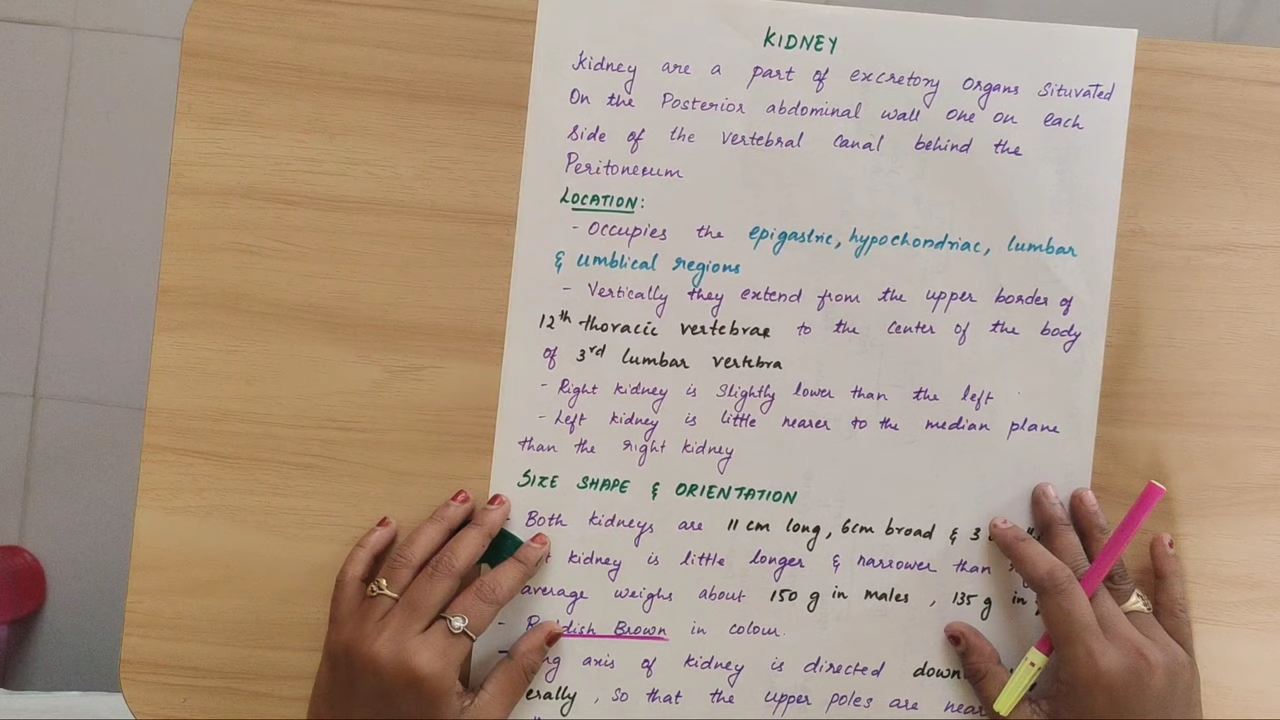 KIDNEY
Kidney are a part of excretory organs situvated
On the Posterior abdominal wall one on each
Side of the vertebral canal behind the
Peritoneum
LOCATION:
- Occupies the epigastric, hypochondriac, lumbar
& umblical regions
- Vertically they extend from the upper border of
12th thoracic vertebrae to the center of the body
of 3rd lumbar vertebra
- Right kidney is slightly lower than the left
- Left kidney is little nearer to the median plane
than the right kidney
SIZE SHAPE & ORIENTATION
- Both kidneys are 11 cm long, 6cm broad & 3
kidney is little longer & narrower than
average weighs about 150 g in males, 135 g in
- Reddish Brown in colour.
axis of kidney is directed down
erally, so that the upper poles are near